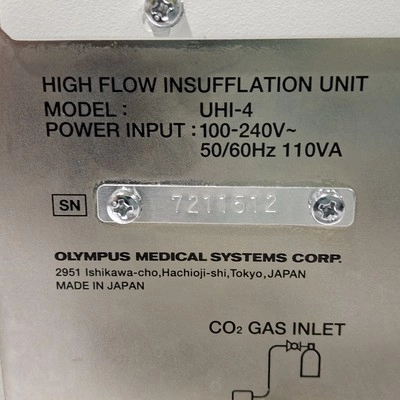 HIGH FLOW INSUFFLATION UNIT
MODEL : UHI-4
POWER INPUT : 100-240V~
50/60Hz 110VA
SN 7211512
OLYMPUS MEDICAL SYSTEMS CORP.
2951 Ishikawa-cho,Hachioji-shi,Tokyo,JAPAN
MADE IN JAPAN
CO₂ GAS INLET